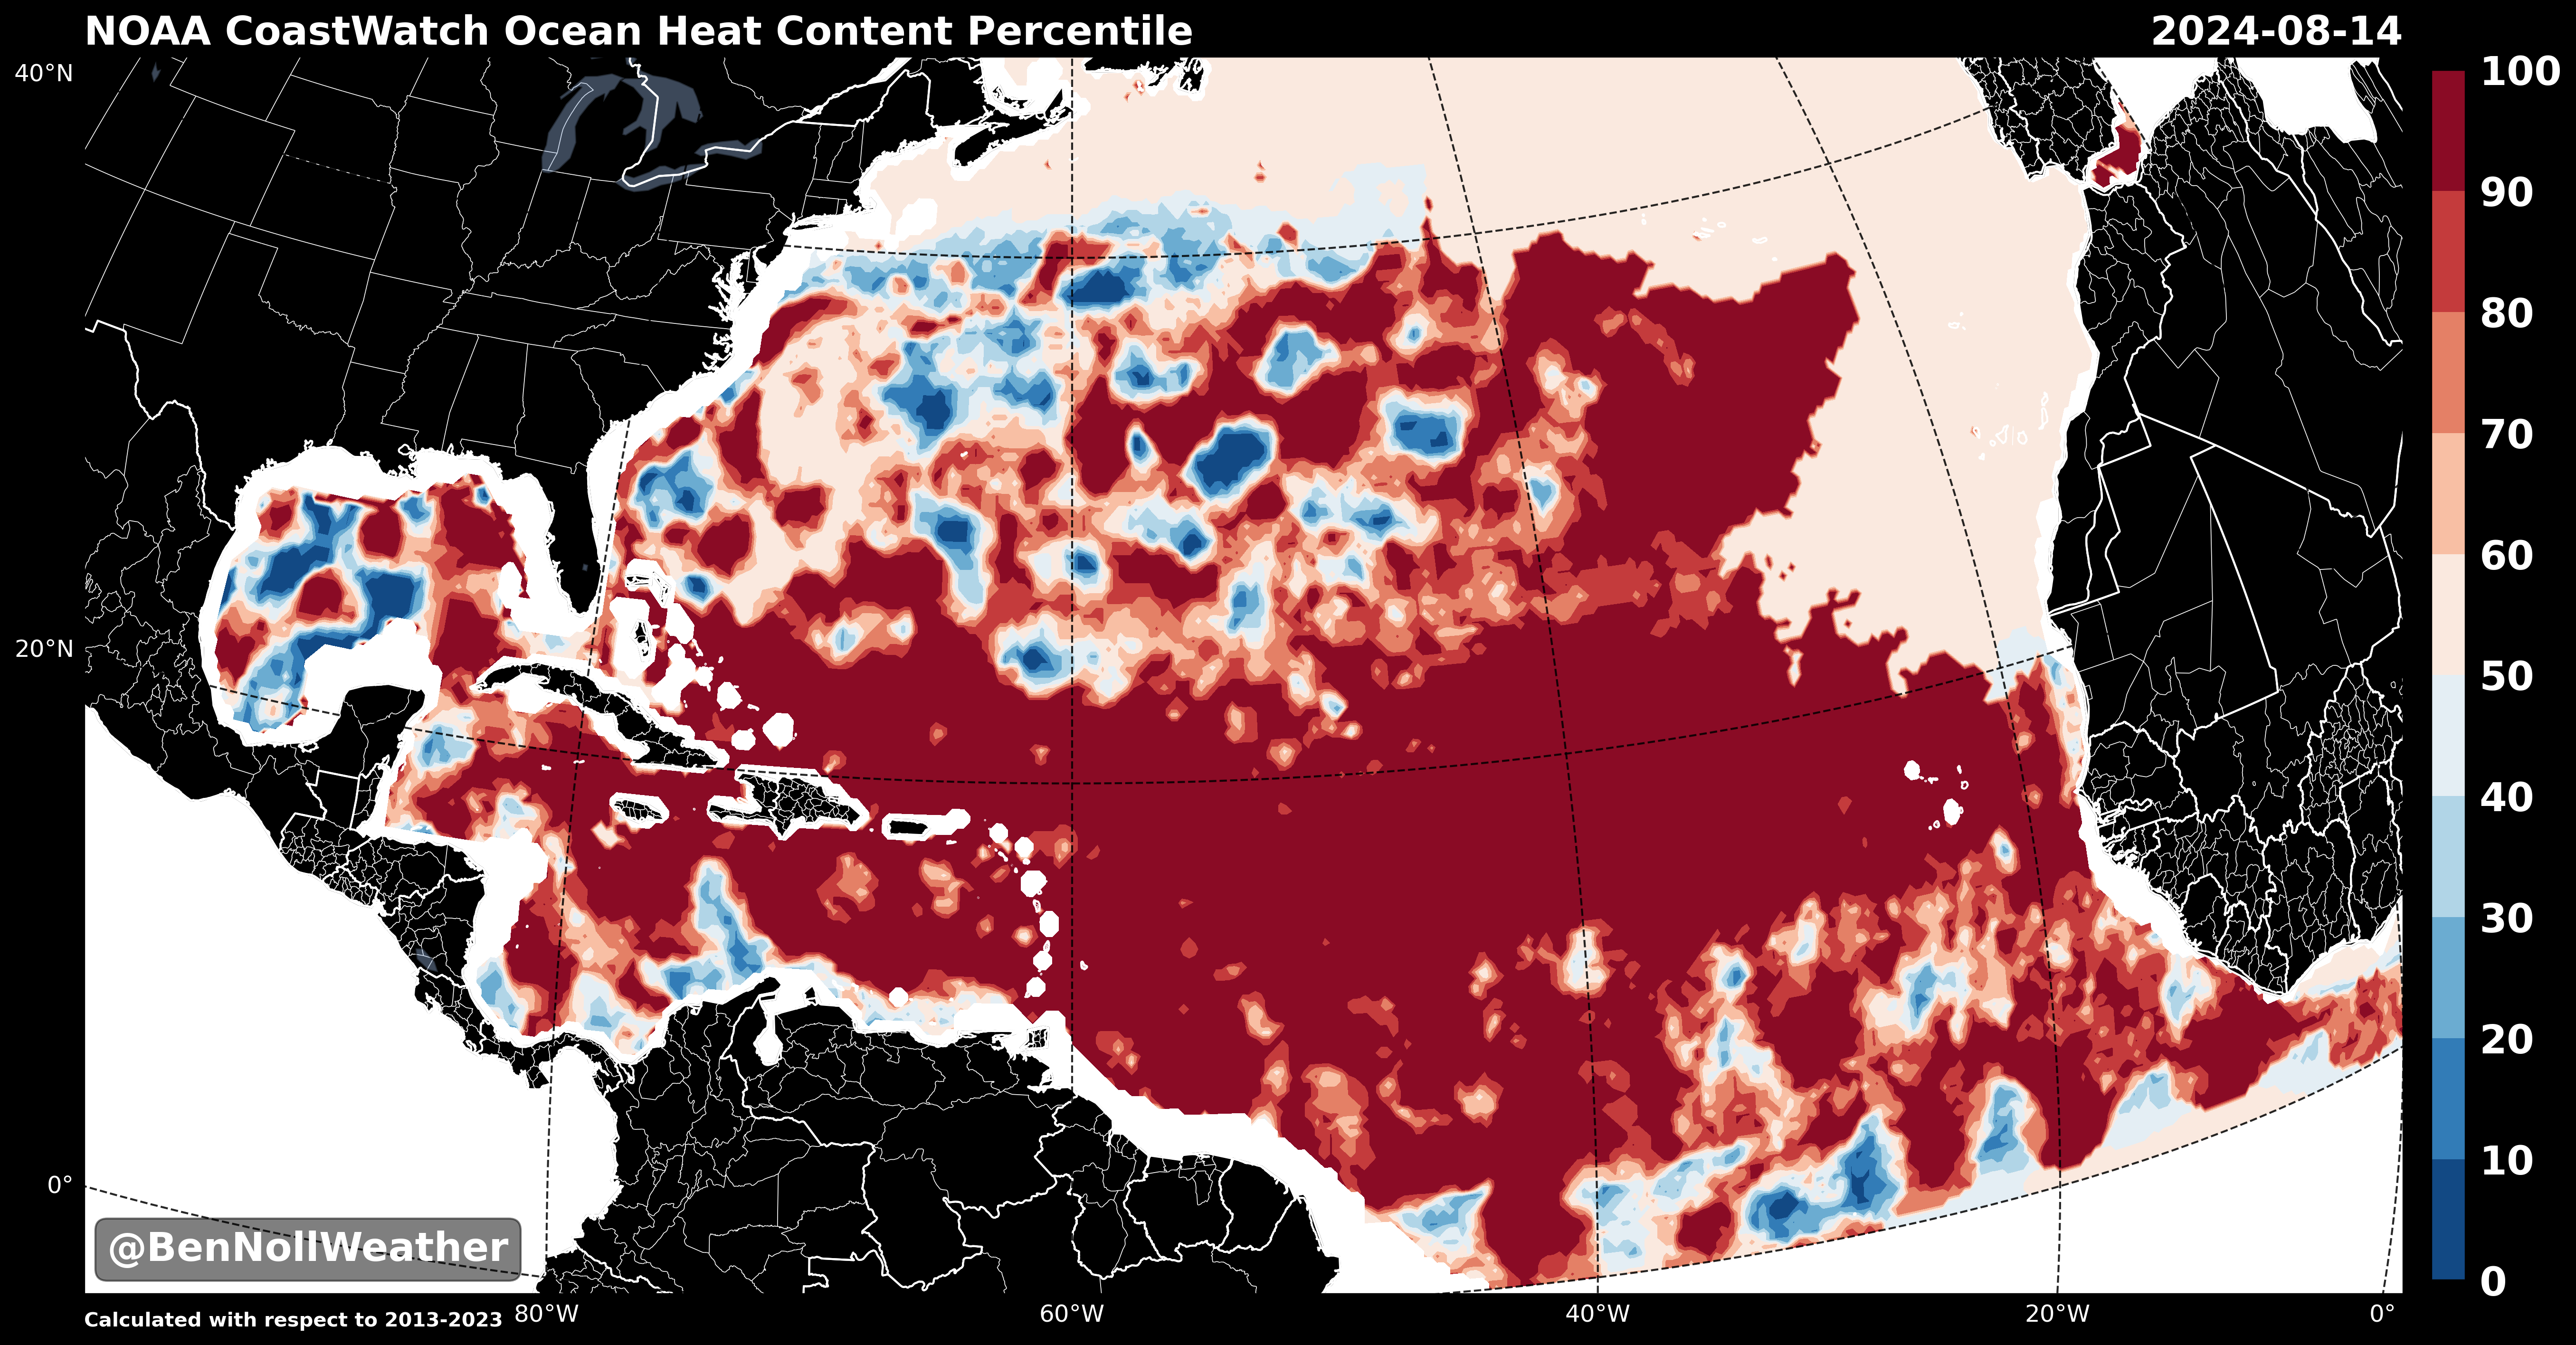 NOAA CoastWatch Ocean Heat Content Percentile 2024-08-14
40°N
20°N
0°
100
90
80
70
60
50
40
30
20
10
0
@BenNollWeather
Calculated with respect to 2013-2023
80°W 60°W 40°W 20°W 0°